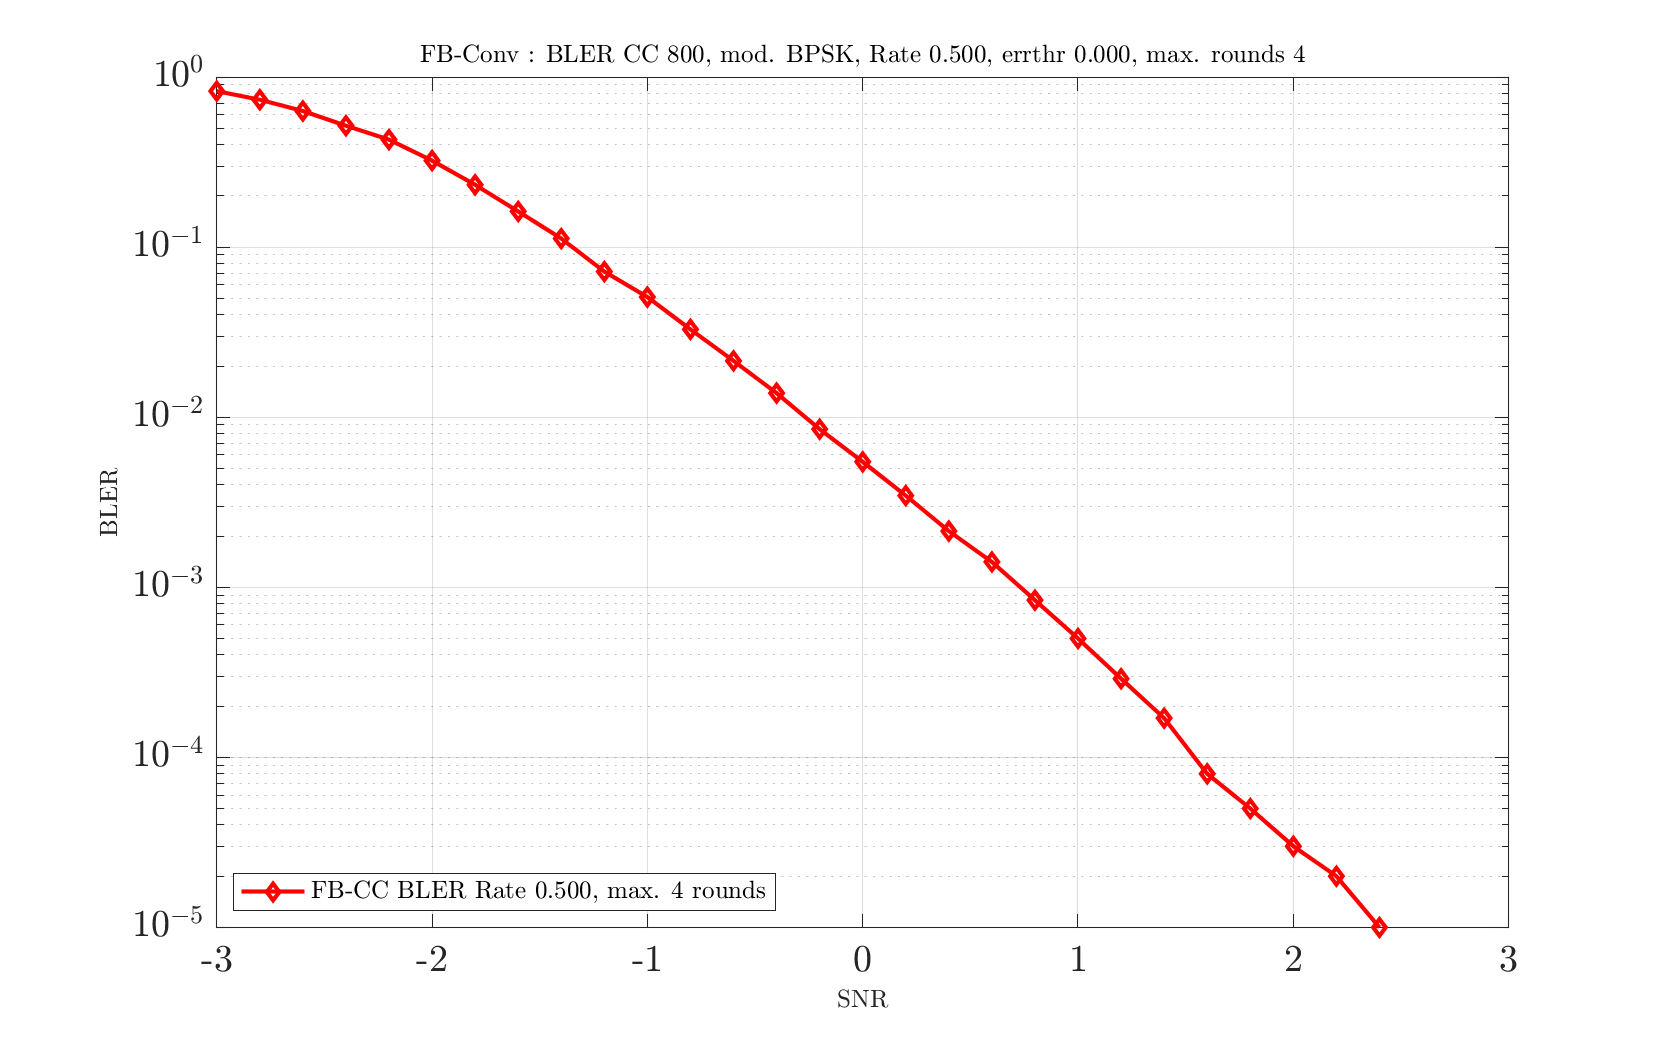 FB-Conv : BLER CC 800, mod. BPSK, Rate 0.500, errthr 0.000, max. rounds 4
10^0
10^−1
10^−2
10^−3
10^−4
10^−5
BLER
FB-CC BLER Rate 0.500, max. 4 rounds
-3 -2 -1 0 1 2 3
SNR